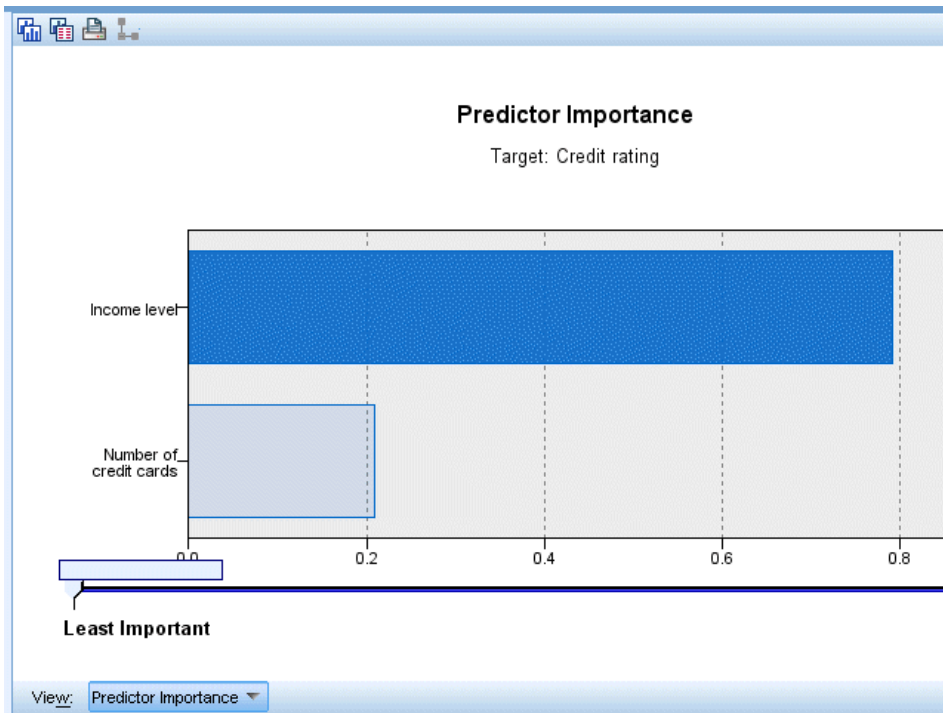 Predictor Importance
Target: Credit rating
Income level
Number of
credit cards
0.0
0.2
0.4
0.6
0.8
Least Important
View:
Predictor Importance